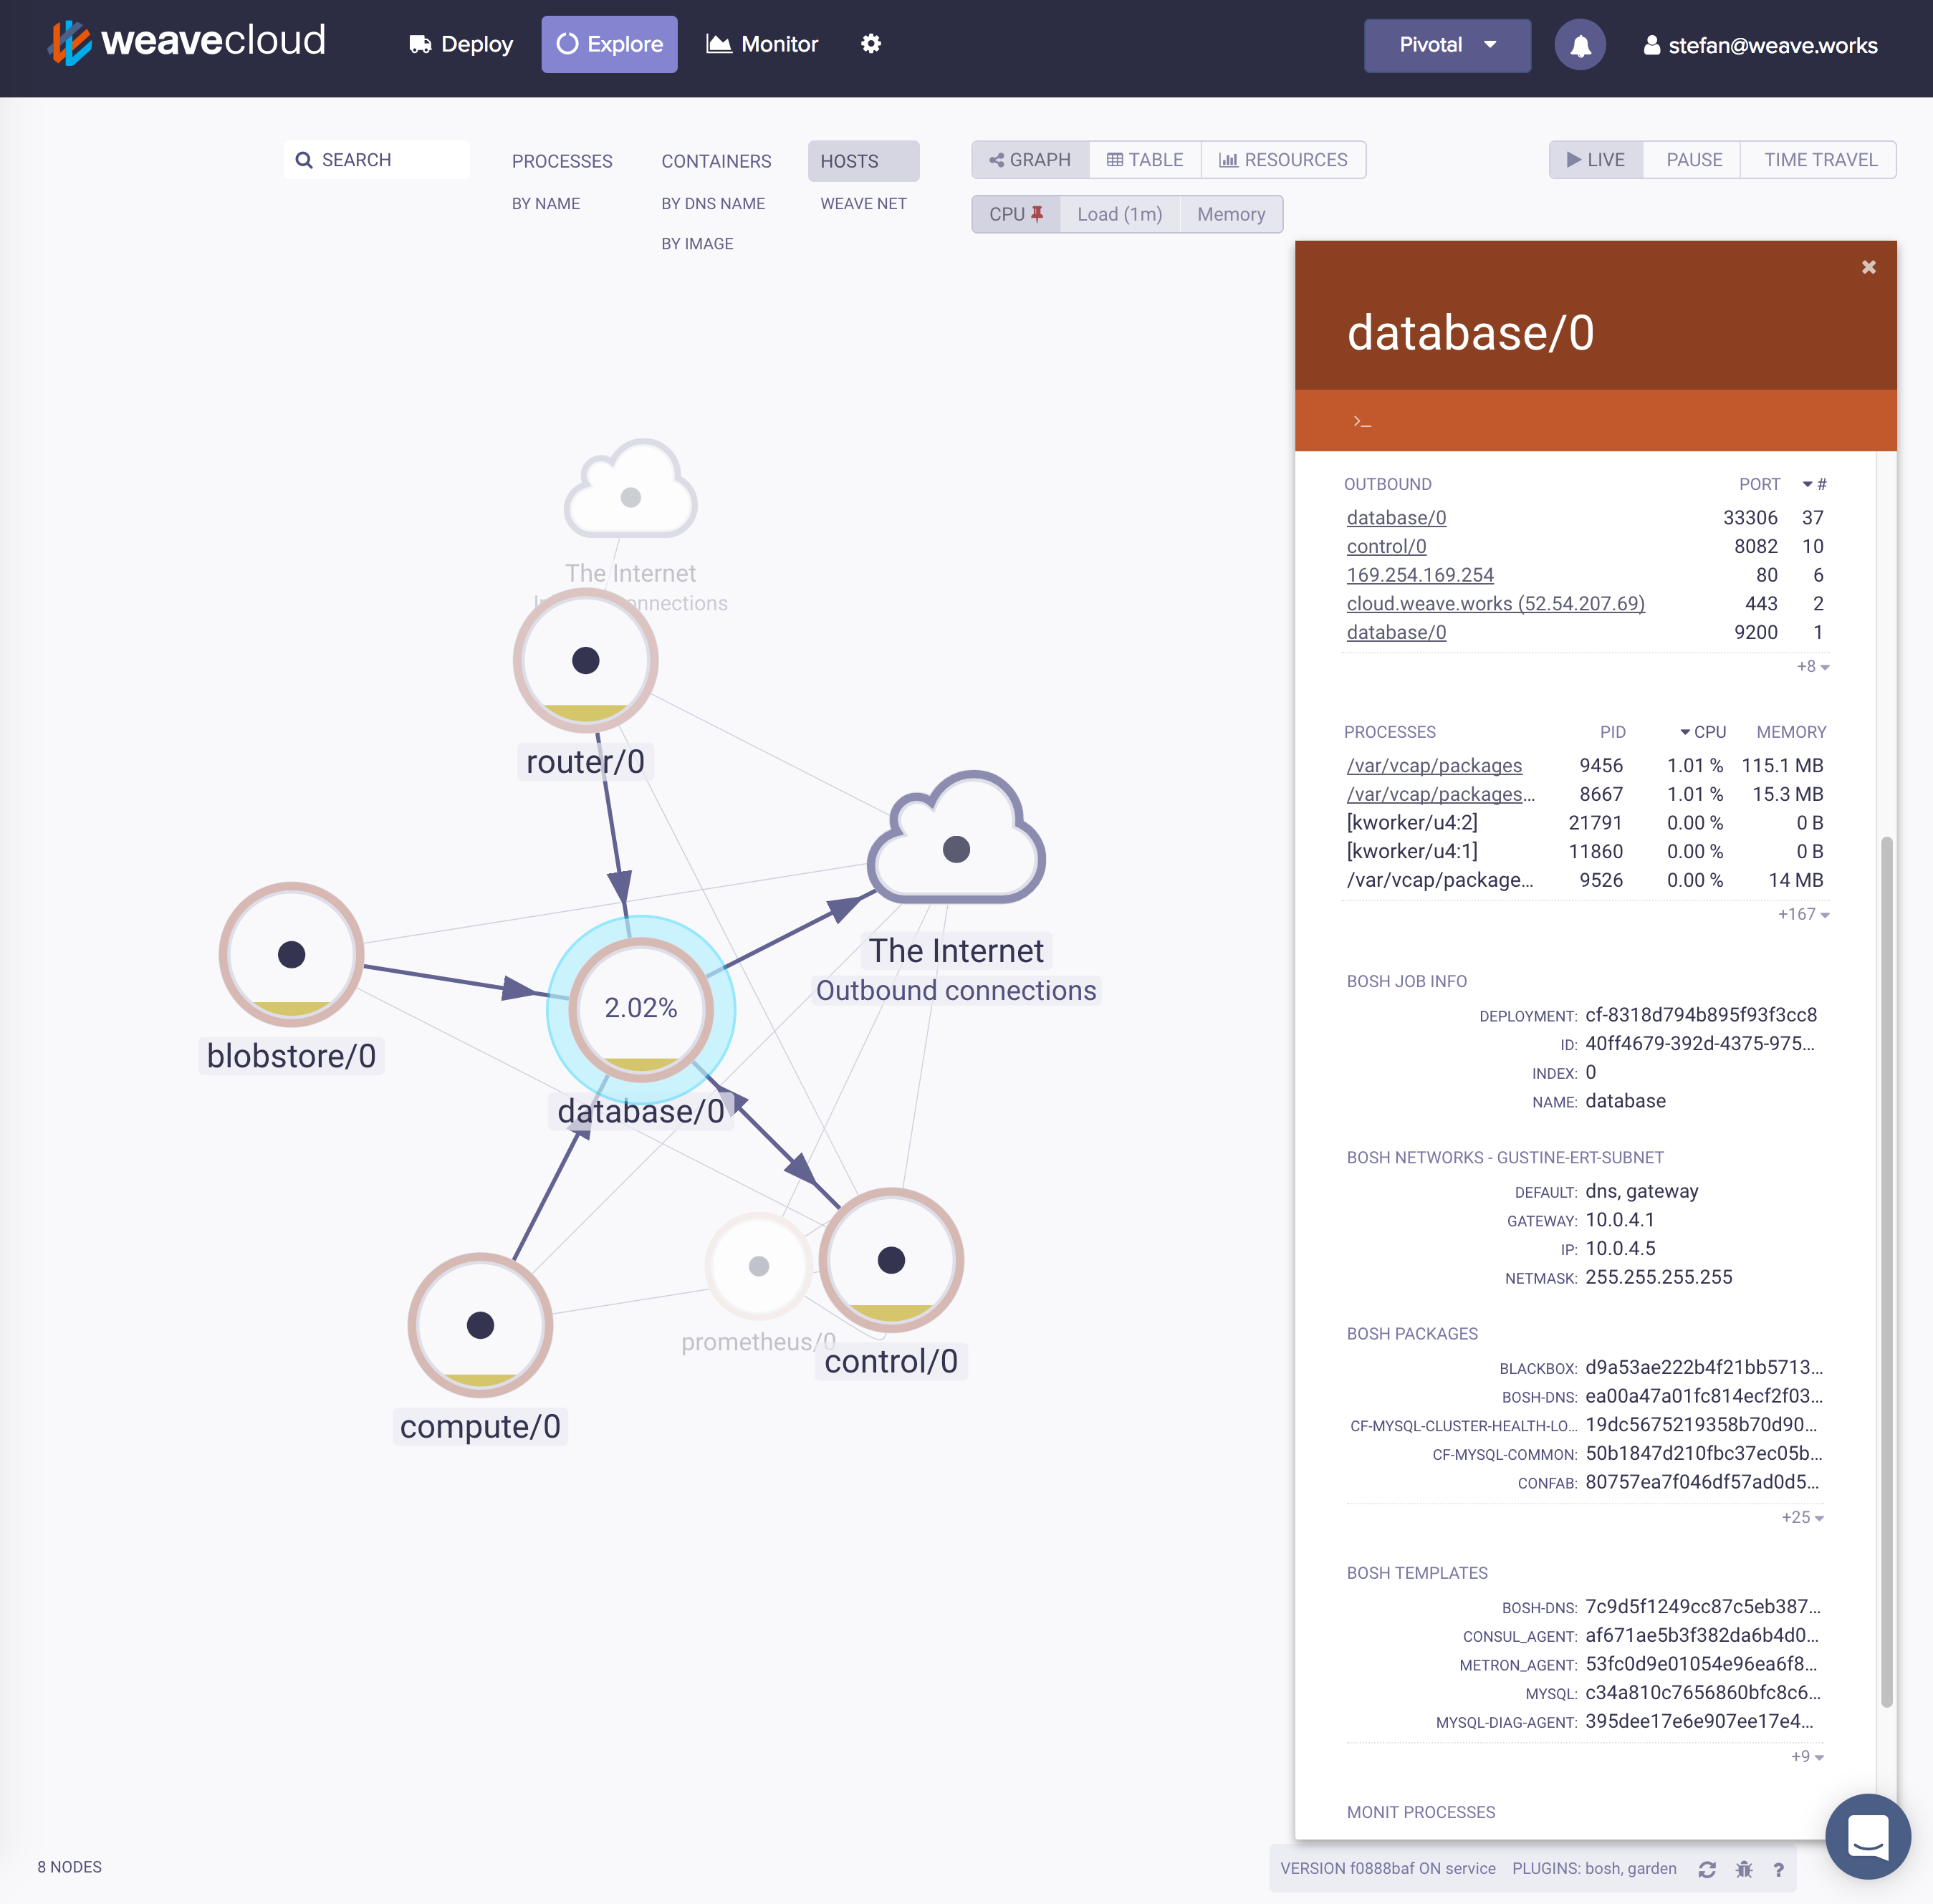 weavecloud Deploy Explore Monitor Pivotal stefan@weave.works
SEARCH PROCESSES CONTAINERS HOSTS GRAPH TABLE RESOURCES LIVE PAUSE TIME TRAVEL
BY NAME BY DNS NAME WEAVE NET CPU Load (1m) Memory
BY IMAGE
The Internet
connections
router/0
The Internet
Outbound connections
blobstore/0
2.02%
database/0
prometheus/0
control/0
compute/0
8 NODES
database/0
>_
OUTBOUND PORT #
database/0 33306 37
control/0 8082 10
169.254.169.254 80 6
cloud.weave.works (52.54.207.69) 443 2
database/0 9200 1
+8
PROCESSES PID CPU MEMORY
/var/vcap/packages 9456 1.01 % 115.1 MB
/var/vcap/packages... 8667 1.01 % 15.3 MB
[kworker/u4:2] 21791 0.00 % 0 B
[kworker/u4:1] 11860 0.00 % 0 B
/var/vcap/package... 9526 0.00 % 14 MB
+167
BOSH JOB INFO
DEPLOYMENT: cf-8318d794b895f93f3cc8
ID: 40ff4679-392d-4375-975...
INDEX: 0
NAME: database
BOSH NETWORKS - GUSTINE-ERT-SUBNET
DEFAULT: dns, gateway
GATEWAY: 10.0.4.1
IP: 10.0.4.5
NETMASK: 255.255.255.255
BOSH PACKAGES
BLACKBOX: d9a53ae222b4f21bb5713...
BOSH-DNS: ea00a47a01fc814ecf2f03...
CF-MYSQL-CLUSTER-HEALTH-LO... 19dc5675219358b70d90...
CF-MYSQL-COMMON: 50b1847d210fbc37ec05b...
CONFAB: 80757ea7f046df57ad0d5...
+25
BOSH TEMPLATES
BOSH-DNS: 7c9d5f1249cc87c5eb387...
CONSUL_AGENT: af671ae5b3f382da6b4d0...
METRON_AGENT: 53fc0d9e01054e96ea6f8...
MYSQL: c34a810c7656860bfc8c6...
MYSQL-DIAG-AGENT: 395dee17e6e907ee17e4...
+9
MONIT PROCESSES
VERSION f0888baf ON service PLUGINS: bosh, garden ?